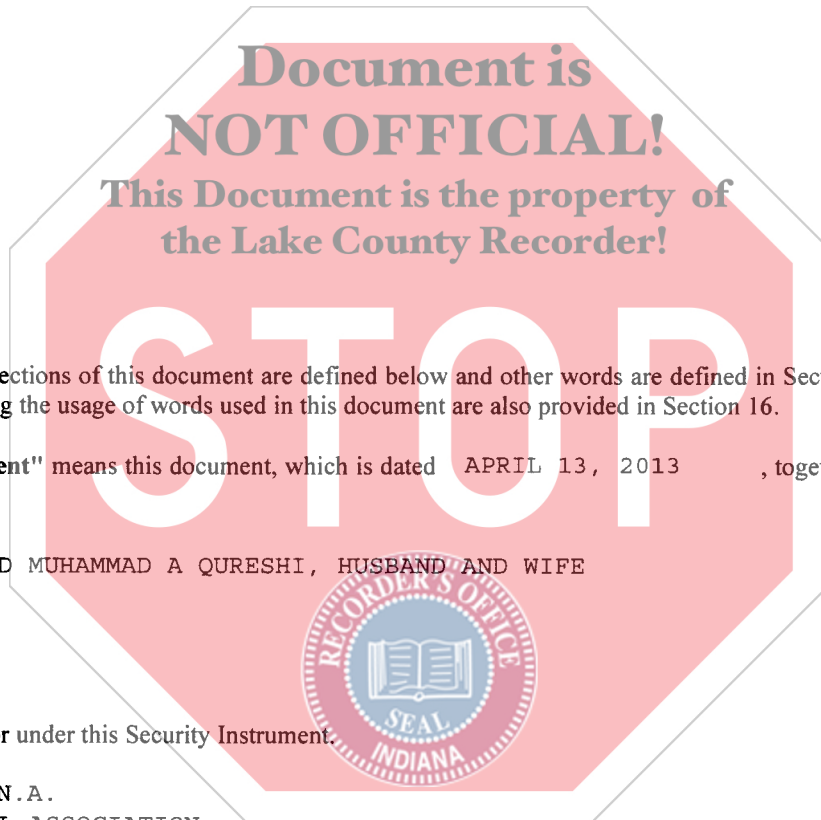 Document is
NOT OFFICIAL!
This Document is the property of
the Lake County Recorder!
STOP
ections of this document are defined below and other words are defined in Sec
g the usage of words used in this document are also provided in Section 16.
ent" means this document, which is dated APRIL 13, 2013 , toge
D MUHAMMAD A QURESHI, HUSBAND AND WIFE
RECORDER'S OFFICE
SEAL
INDIANA
r under this Security Instrument.
N.A.
ASSOCIATION